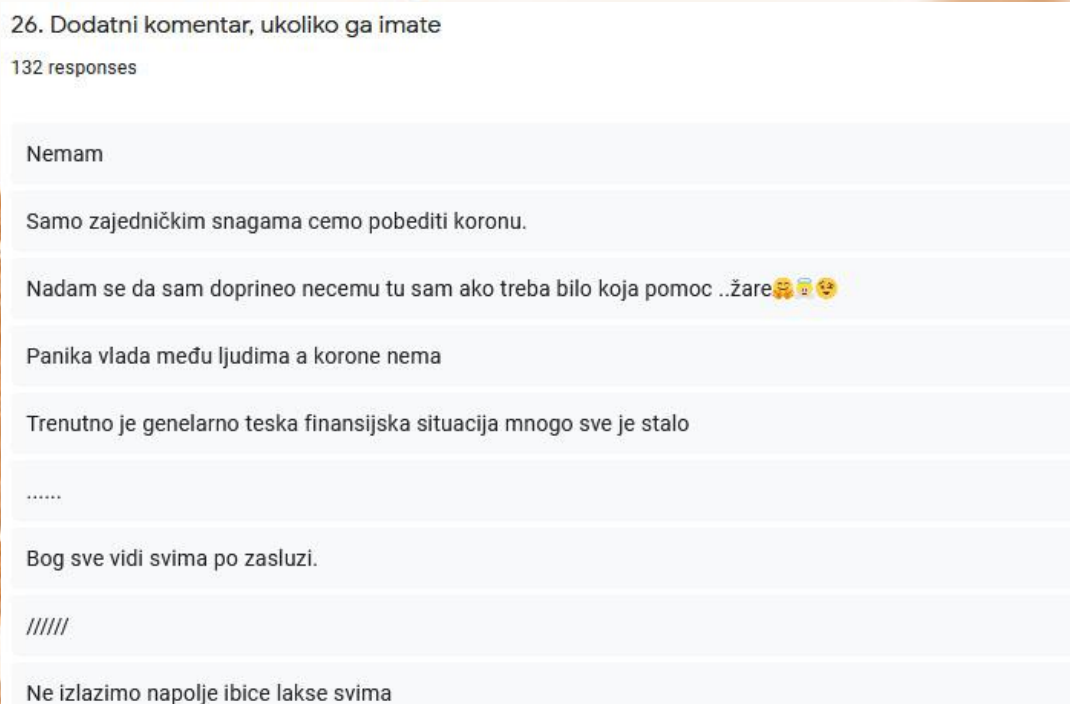 26. Dodatni komentar, ukoliko ga imate
132 responses
Nemam
Samo zajedničkim snagama cemo pobediti koronu.
Nadam se da sam doprineo necemu tu sam ako treba bilo koja pomoc ..žare🤗😇😉
Panika vlada među ljudima a korone nema
Trenutno je genelarno teska finansijska situacija mnogo sve je stalo
......
Bog sve vidi svima po zasluzi.
//////
Ne izlazimo napolje ibice lakse svima